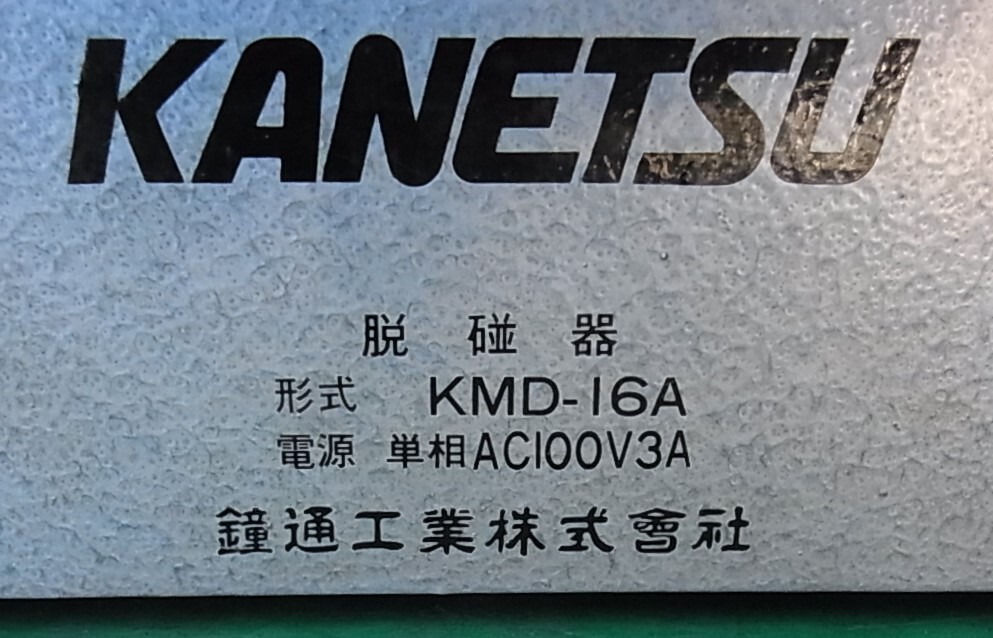 KANETSU
脱碰器
形式 KMD-16A
電源 単相AC100V3A
鐘通工業株式會社